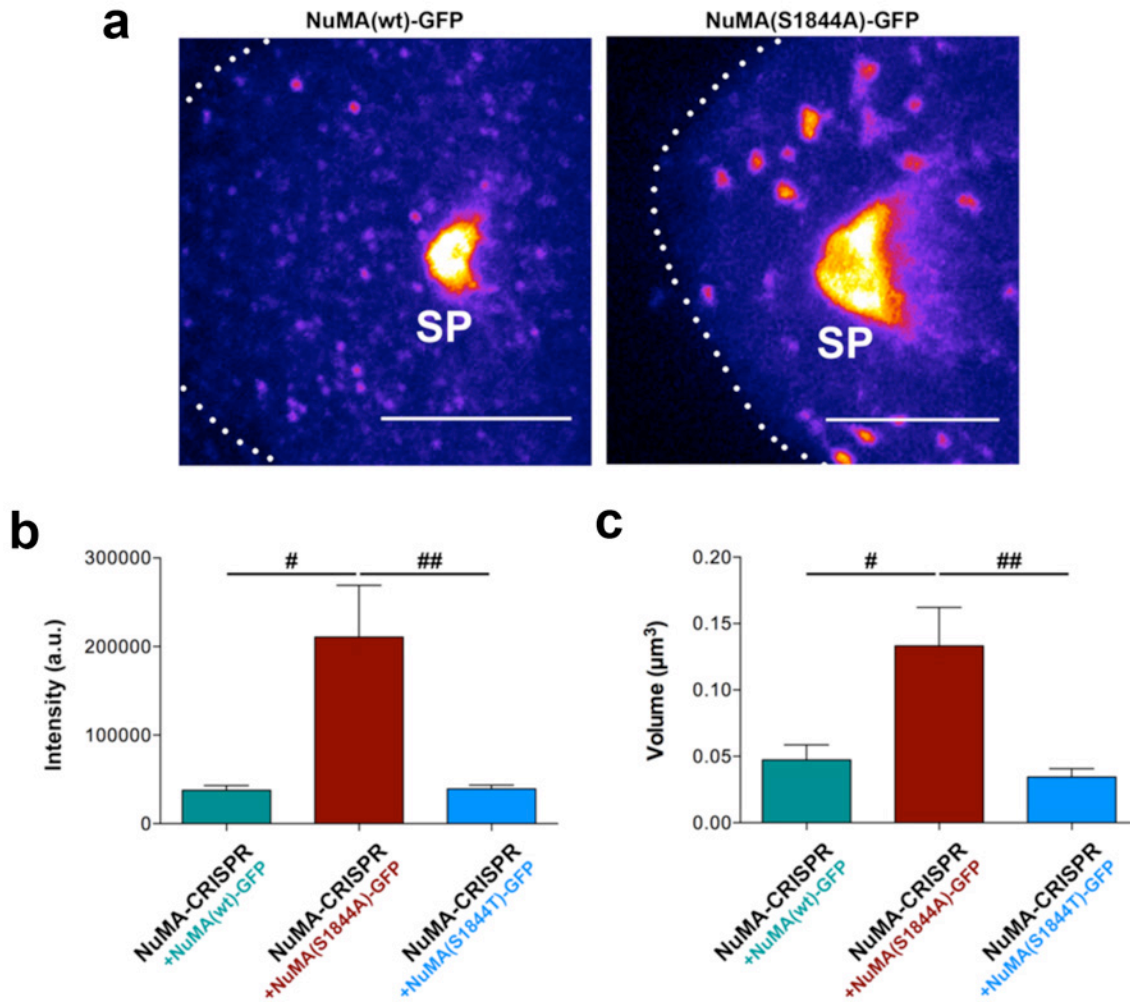 a
NuMA(wt)-GFP
NuMA(S1844A)-GFP
SP
SP
b
Intensity (a.u.)
300000
200000
100000
0
#
##
NuMA-CRISPR
+NuMA(wt)-GFP
NuMA-CRISPR
+NuMA(S1844A)-GFP
NuMA-CRISPR
+NuMA(S1844T)-GFP
c
Volume (µm³)
0.20
0.15
0.10
0.05
0.00
#
##
NuMA-CRISPR
+NuMA(wt)-GFP
NuMA-CRISPR
+NuMA(S1844A)-GFP
NuMA-CRISPR
+NuMA(S1844T)-GFP